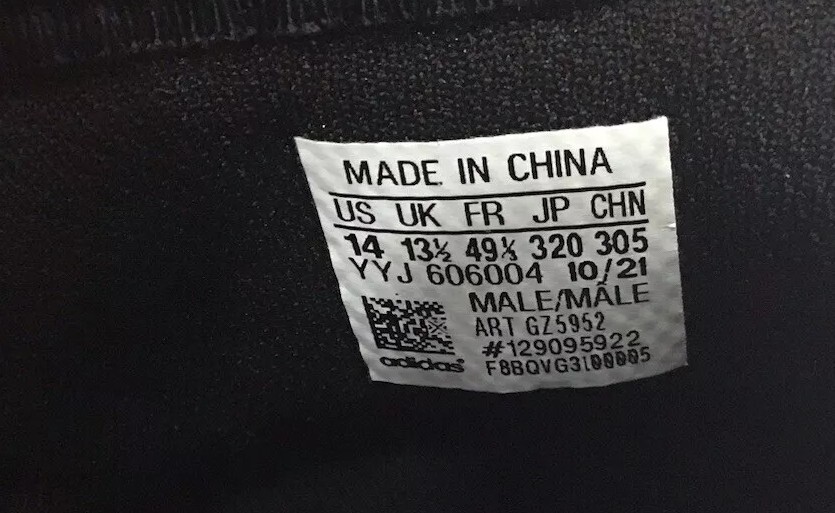 MADE IN CHINA
US UK FR JP CHN
14 13½ 49⅓ 320 305
YYJ 606004 10/21
MALE/MÂLE
ART GZ5952
#129095922
adidas F8BQVG3100005